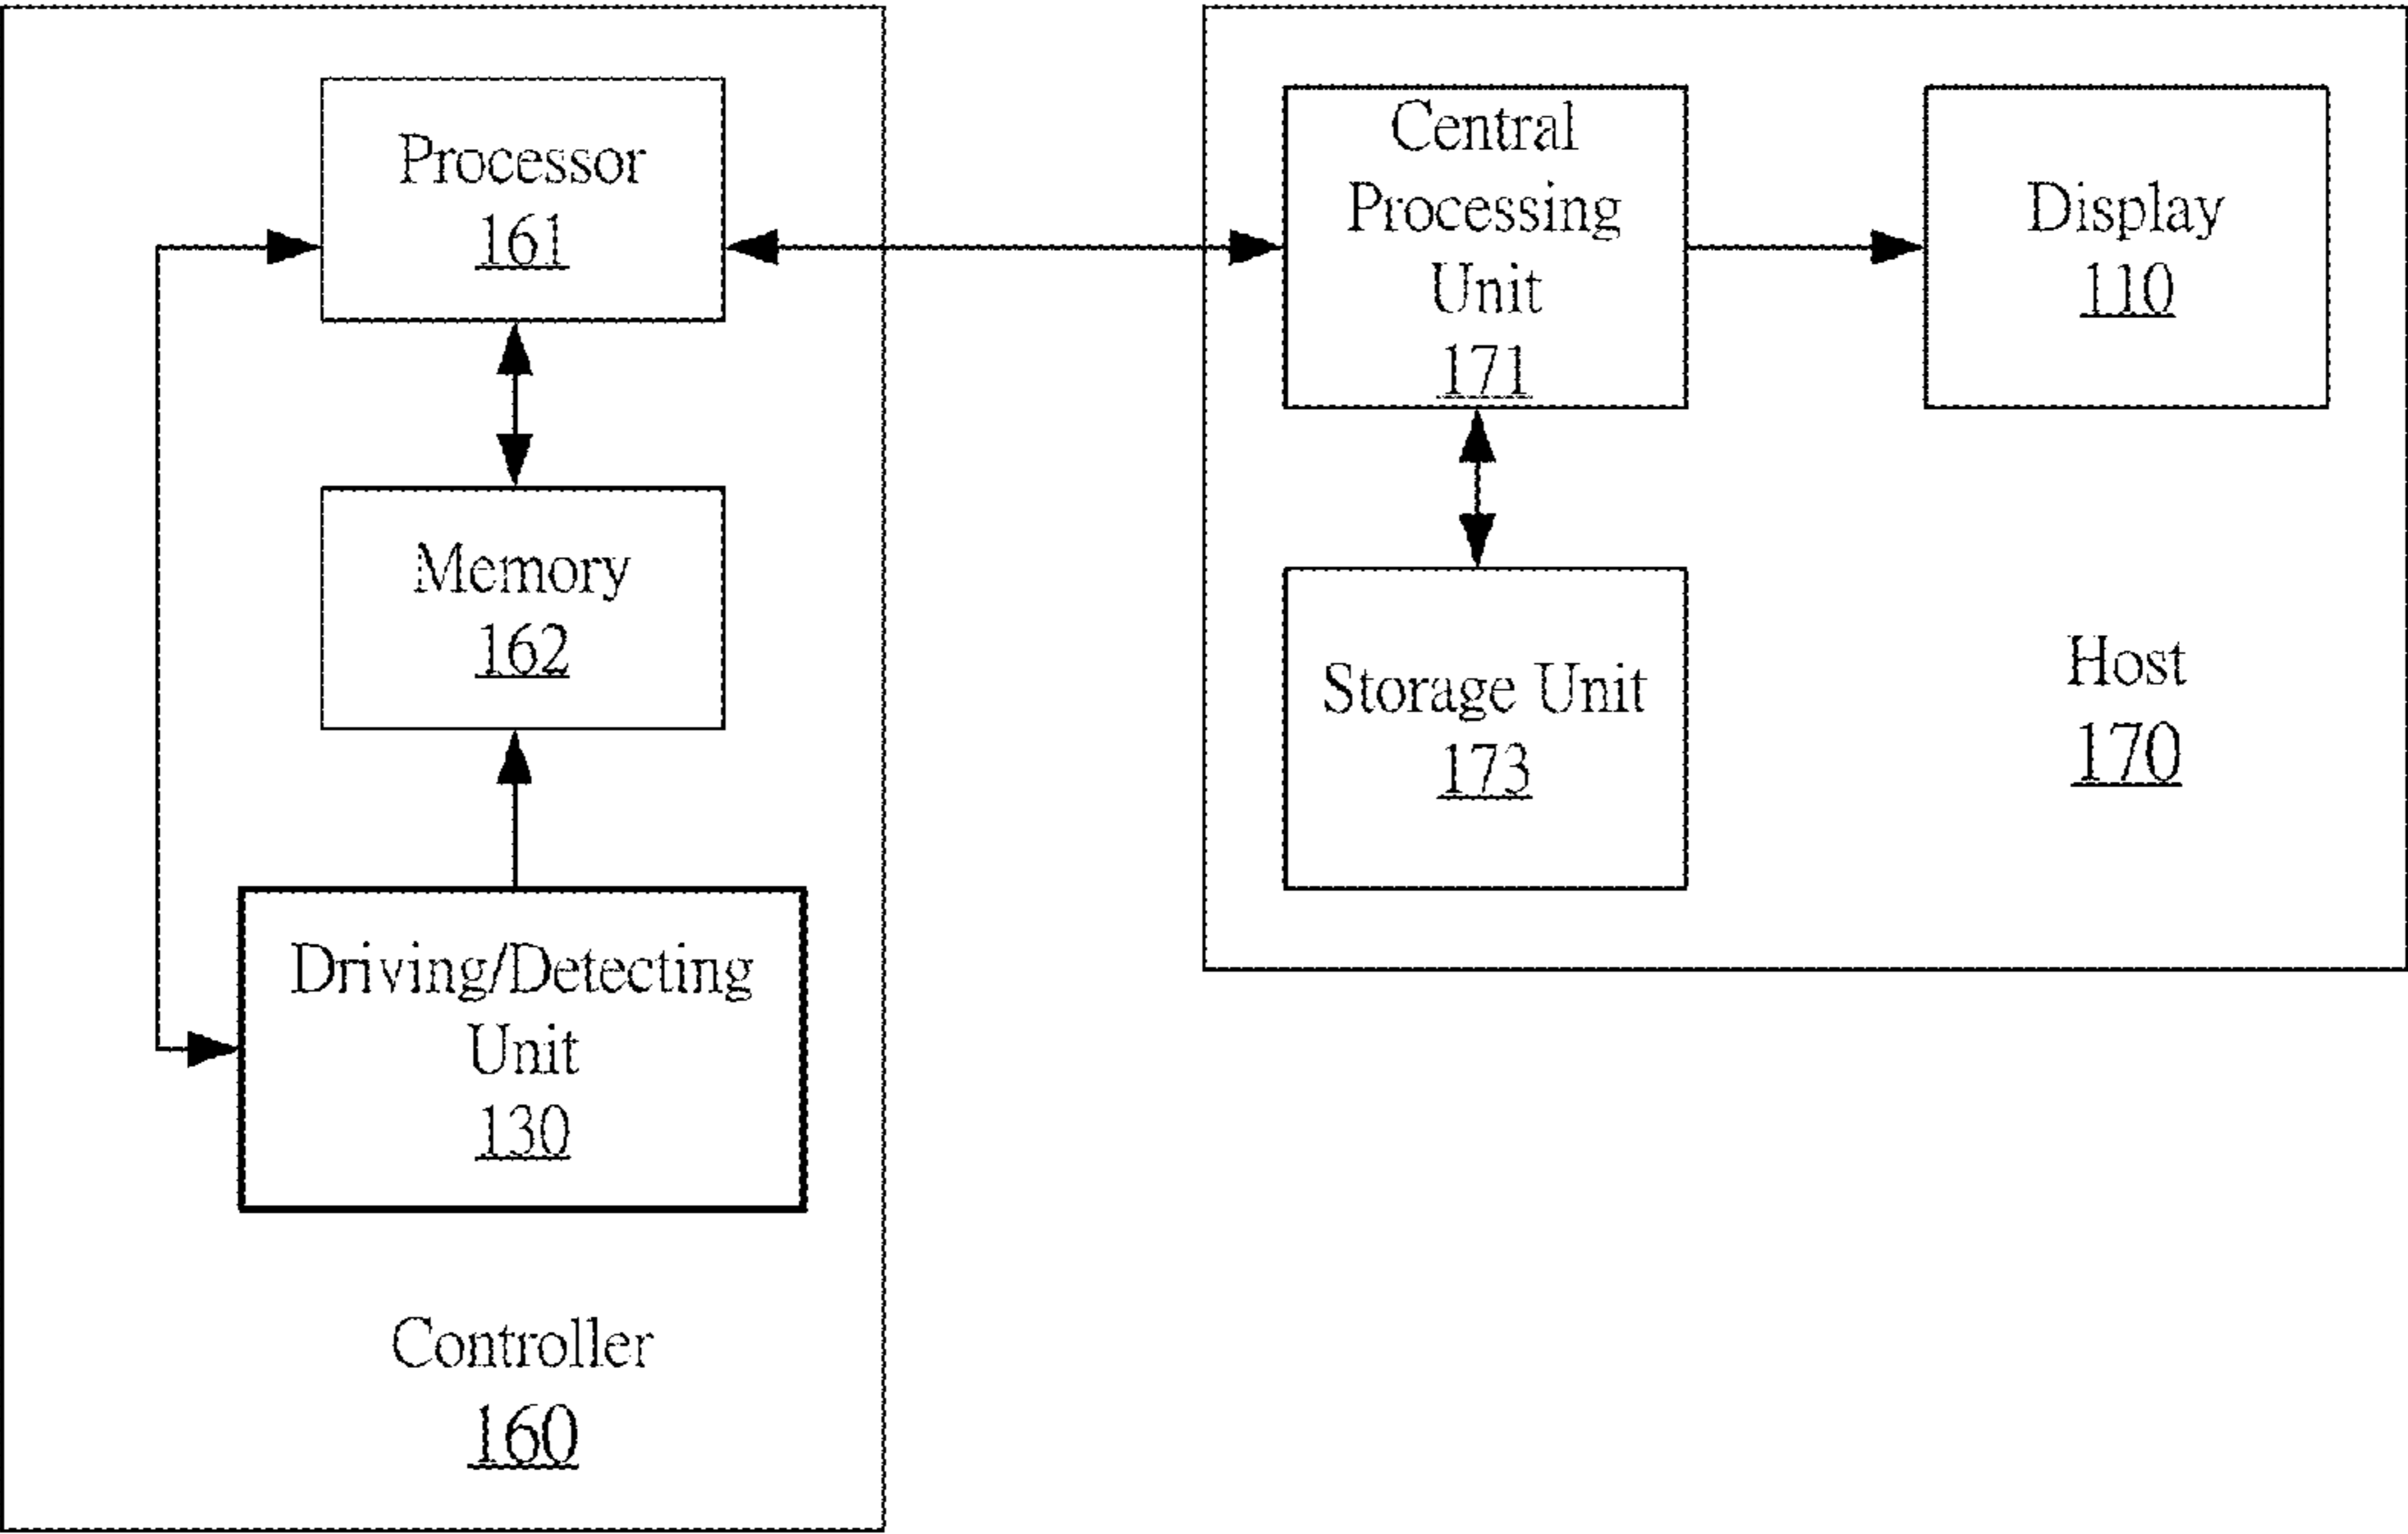 Processor
161
Memory
162
Driving/Detecting
Unit
130
Controller
160
Central
Processing
Unit
171
Display
110
Storage Unit
173
Host
170